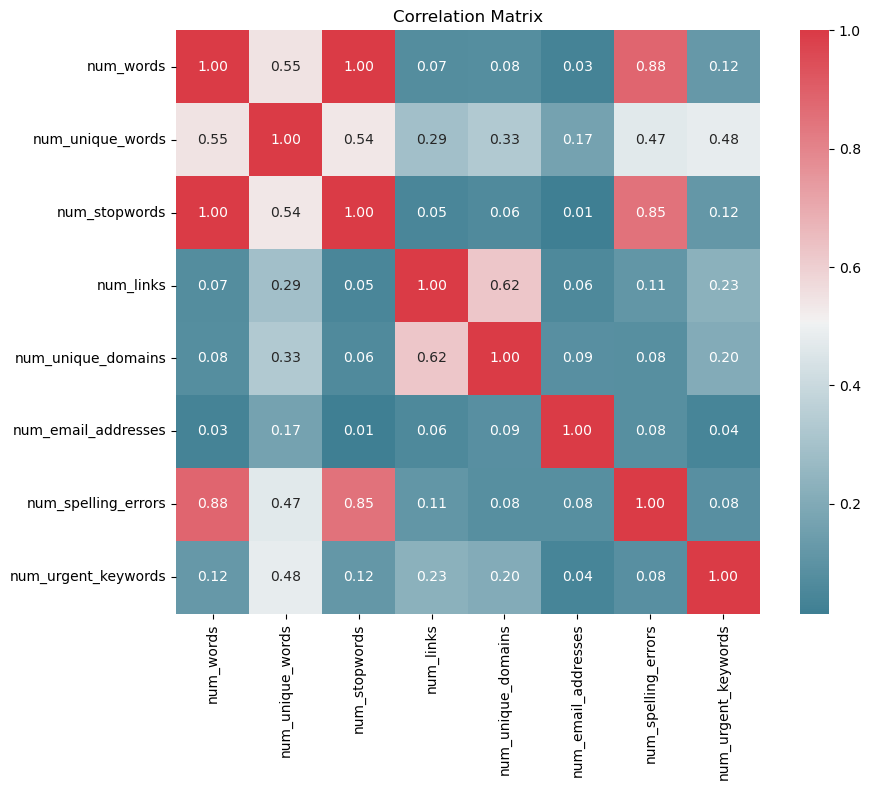 Correlation Matrix
num_words 1.00 0.55 1.00 0.07 0.08 0.03 0.88 0.12
num_unique_words 0.55 1.00 0.54 0.29 0.33 0.17 0.47 0.48
num_stopwords 1.00 0.54 1.00 0.05 0.06 0.01 0.85 0.12
num_links 0.07 0.29 0.05 1.00 0.62 0.06 0.11 0.23
num_unique_domains 0.08 0.33 0.06 0.62 1.00 0.09 0.08 0.20
num_email_addresses 0.03 0.17 0.01 0.06 0.09 1.00 0.08 0.04
num_spelling_errors 0.88 0.47 0.85 0.11 0.08 0.08 1.00 0.08
num_urgent_keywords 0.12 0.48 0.12 0.23 0.20 0.04 0.08 1.00
num_words
num_unique_words
num_stopwords
num_links
num_unique_domains
num_email_addresses
num_spelling_errors
num_urgent_keywords
1.0
0.8
0.6
0.4
0.2